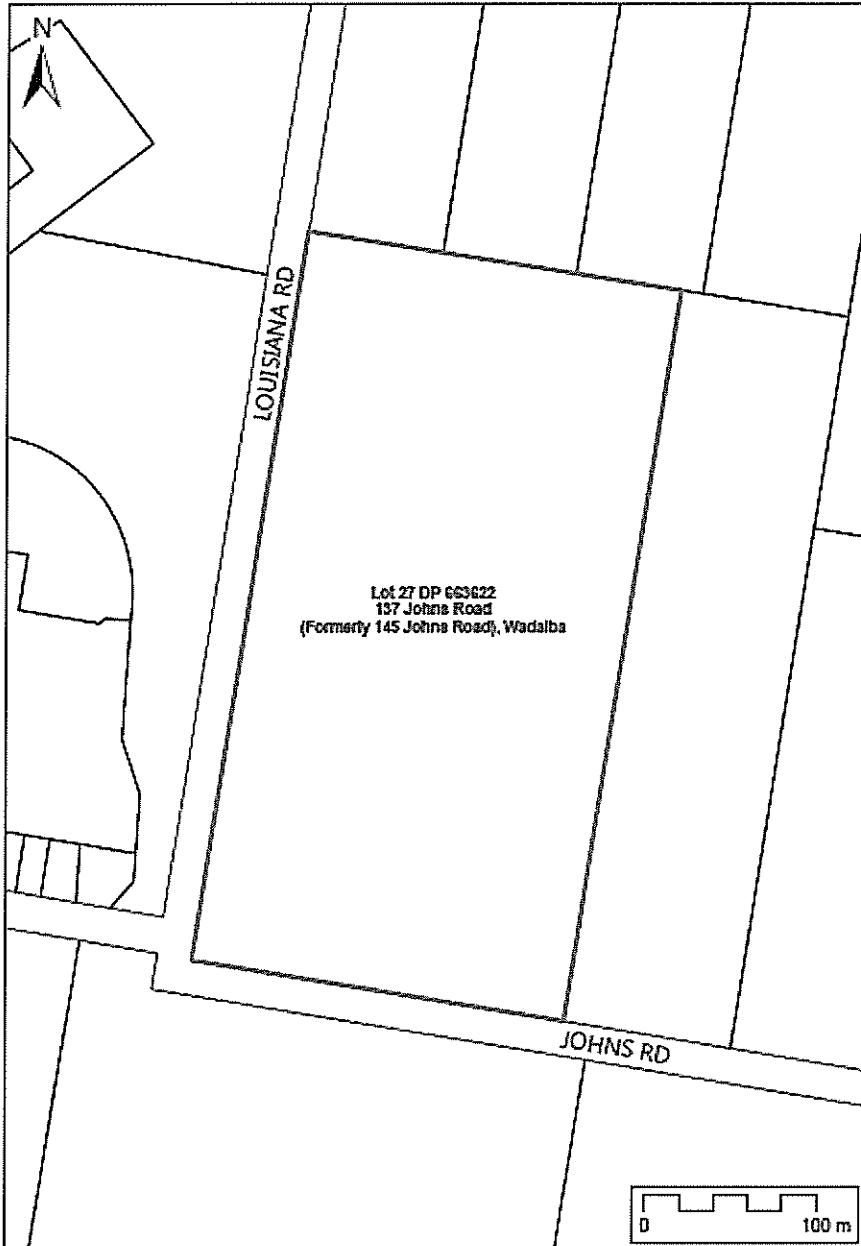 N
LOUISIANA RD
Lot 27 DP 663622
137 Johns Road
(Formerly 145 Johns Road), Wadalba
JOHNS RD
0 100 m